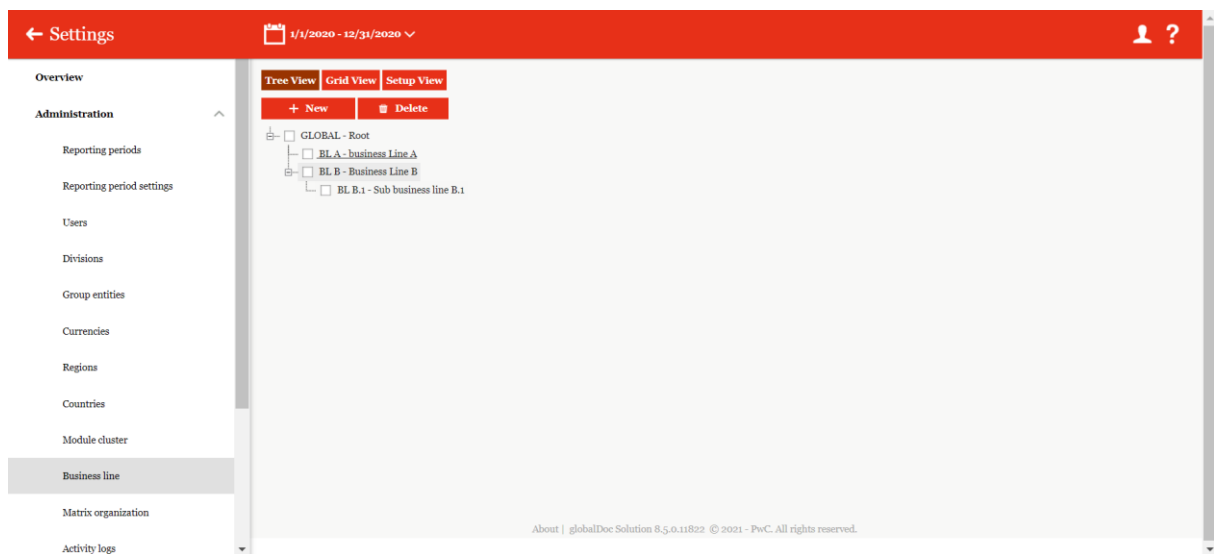 Settings
1/1/2020 - 12/31/2020
?
Overview
Administration
Reporting periods
Reporting period settings
Users
Divisions
Group entities
Currencies
Regions
Countries
Module cluster
Business line
Matrix organization
Activity logs
Tree View Grid View Setup View
+ New Delete
GLOBAL - Root
BL A - business Line A
BL B - Business Line B
BL B.1 - Sub business line B.1
About | globalDoc Solution 8.5.0.11822 © 2021 - PwC. All rights reserved.